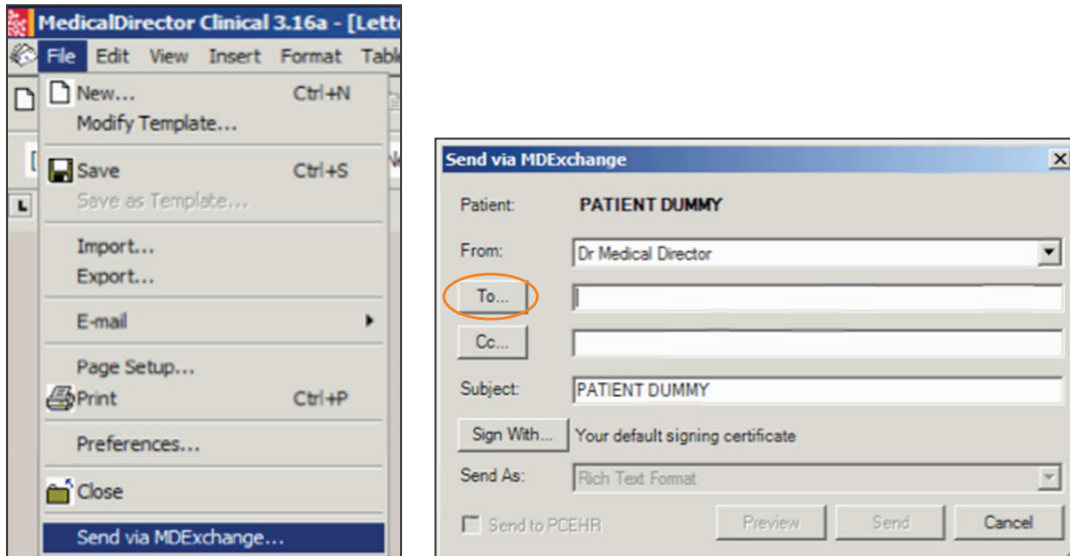 MedicalDirector Clinical 3.16a - [Lett
File Edit View Insert Format Tabl
New... Ctrl+N
Modify Template...
Save Ctrl+S
Save as Template...
Import...
Export...
E-mail
Page Setup...
Print Ctrl+P
Preferences...
Close
Send via MDExchange...
Send via MDExchange
Patient: PATIENT DUMMY
From: Dr Medical Director
To...
Cc...
Subject: PATIENT DUMMY
Sign With... Your default signing certificate
Send As: Rich Text Format
Send to PCEHR Preview Send Cancel